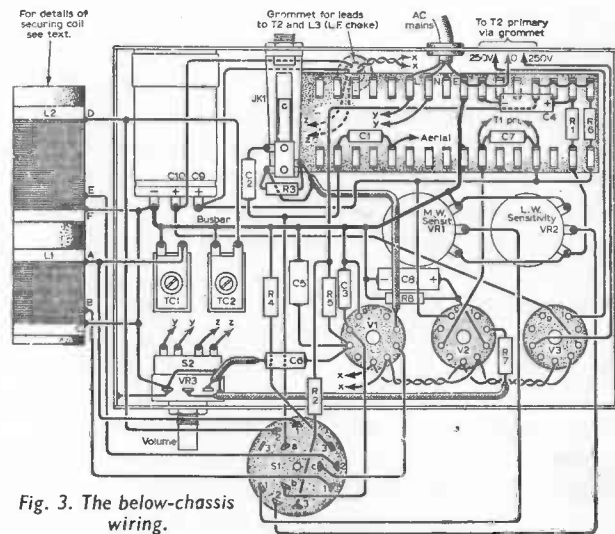 For details of
securing coil
see text.
Grommet for leads
to T2 and L3 (L.F. choke)
AC
mains
To T2 primary
via grommet
250V 0 250V
x
x
N E
JK1
L2
D
y
y
z
z
C4
R1
R6
C1
Aerial
T1 pri.
C7
C10 C9
C2
R3
E
F
Busbar
M.W.
Sensit
VR1
L.W.
Sensitivity
VR2
L1
A
B
TC1
TC2
R4
C5
R5
C3
C8
R8
V1
V2
V3
y y z z
S2
VR3
C6
R2
x
x
Volume
S1
a
b
c
1
2
3
Fig. 3. The below-chassis
wiring.